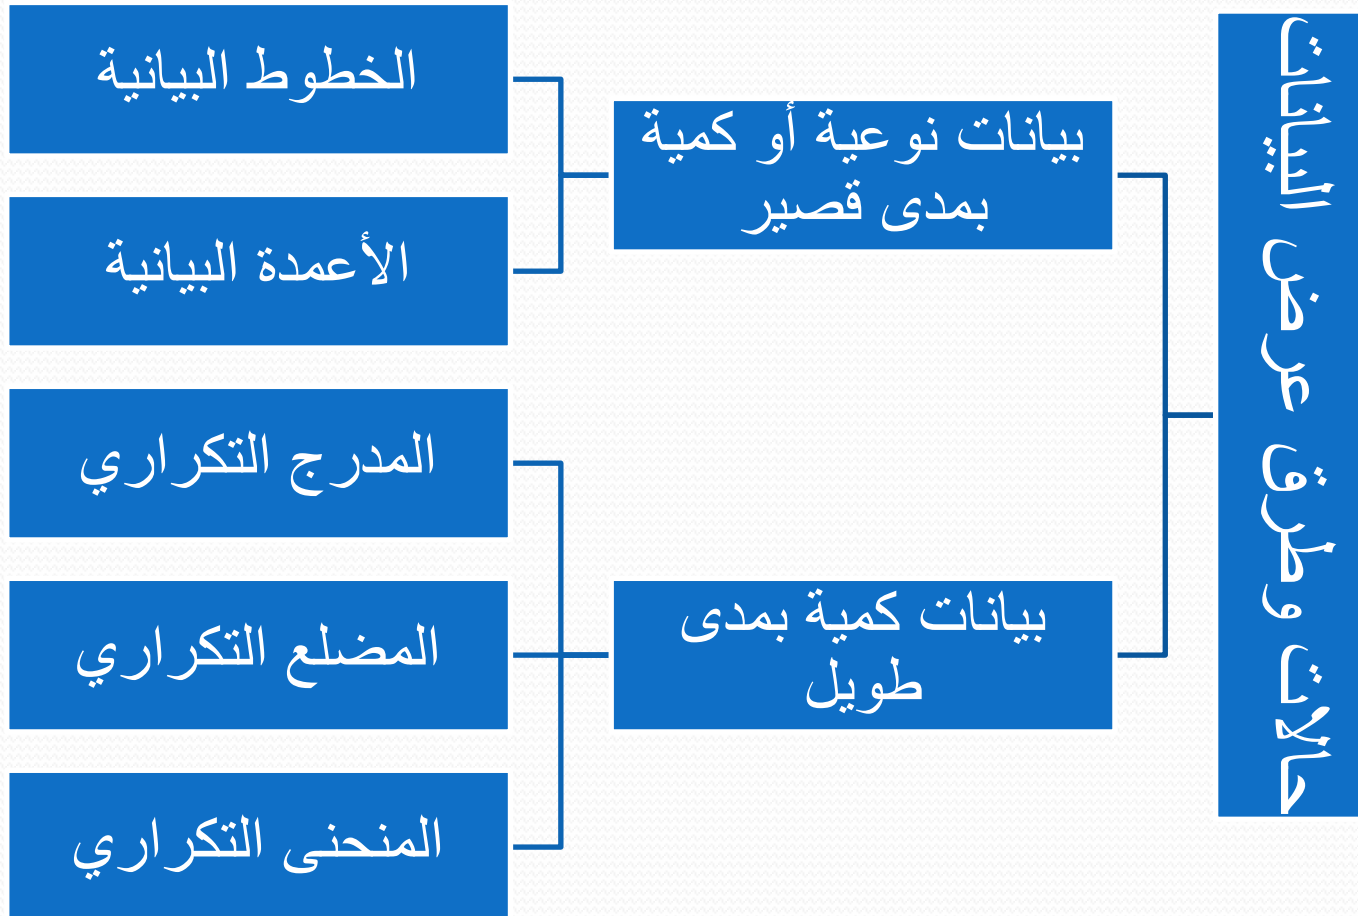 حالات وطرق عرض البيانات
بيانات نوعية أو كمية
بمدى قصير
الخطوط البيانية
الأعمدة البيانية
بيانات كمية بمدى
طويل
المدرج التكراري
المضلع التكراري
المنحنى التكراري